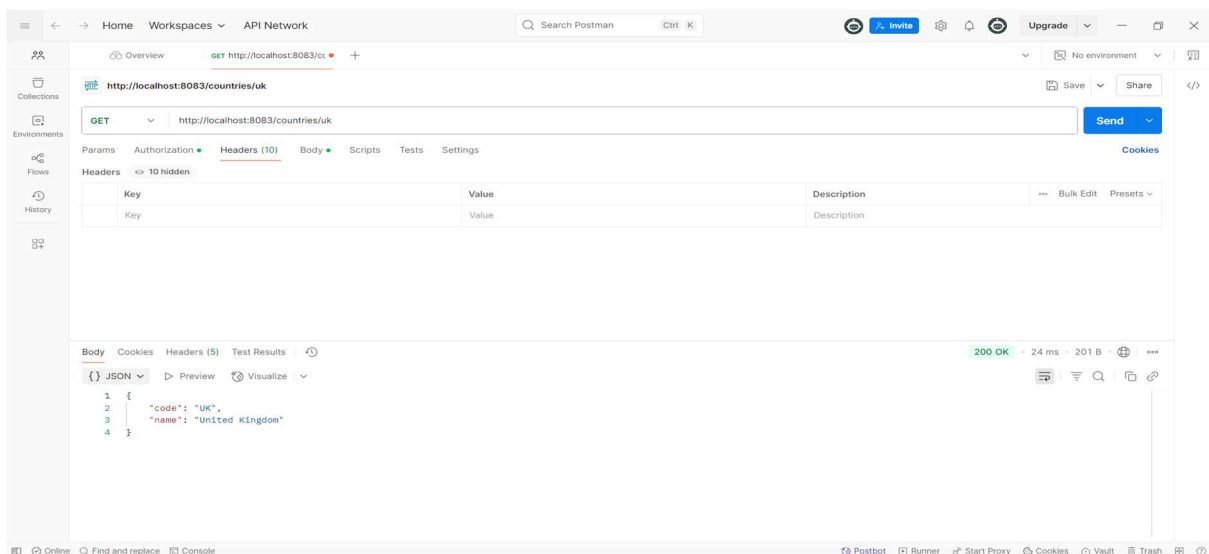 Home Workspaces API Network Search Postman Ctrl K Invite Upgrade
Overview GET http://localhost:8083/cc No environment
Collections
HTTP http://localhost:8083/countries/uk Save Share
Environments
GET http://localhost:8083/countries/uk Send
Params Authorization Headers (10) Body Scripts Tests Settings Cookies
Flows
Headers 10 hidden
Key Value Description Bulk Edit Presets
History
Key Value Description
Body Cookies Headers (5) Test Results 200 OK 24 ms 201 B
{} JSON Preview Visualize
1 {
2 "code": "UK",
3 "name": "United Kingdom"
4 }
Online Find and replace Console Postbot Runner Start Proxy Cookies Vault Trash